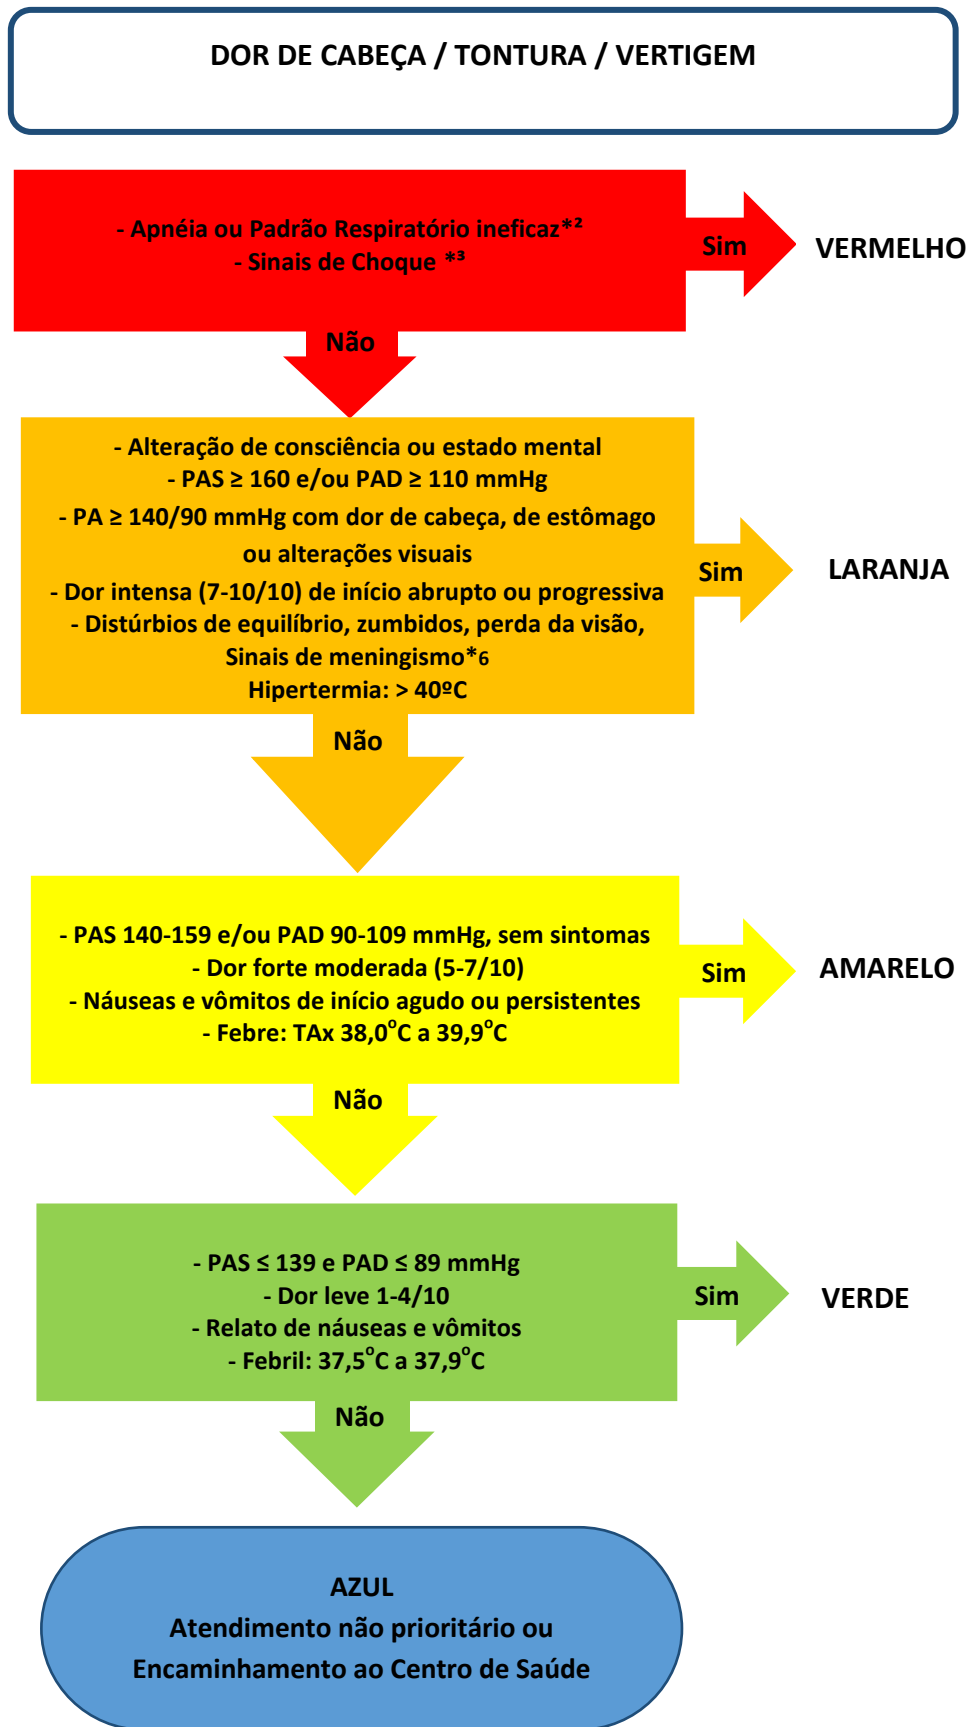 DOR DE CABEÇA / TONTURA / VERTIGEM
- Apnéia ou Padrão Respiratório ineficaz*²
- Sinais de Choque *³
Sim
VERMELHO
Não
- Alteração de consciência ou estado mental
- PAS ≥ 160 e/ou PAD ≥ 110 mmHg
- PA ≥ 140/90 mmHg com dor de cabeça, de estômago
ou alterações visuais
- Dor intensa (7-10/10) de início abrupto ou progressiva
- Distúrbios de equilíbrio, zumbidos, perda da visão,
Sinais de meningismo*6
Hipertermia: > 40ºC
Sim
LARANJA
Não
- PAS 140-159 e/ou PAD 90-109 mmHg, sem sintomas
- Dor forte moderada (5-7/10)
- Náuseas e vômitos de início agudo ou persistentes
- Febre: TAx 38,0°C a 39,9°C
Sim
AMARELO
Não
- PAS ≤ 139 e PAD ≤ 89 mmHg
- Dor leve 1-4/10
- Relato de náuseas e vômitos
- Febril: 37,5°C a 37,9°C
Sim
VERDE
Não
AZUL
Atendimento não prioritário ou
Encaminhamento ao Centro de Saúde